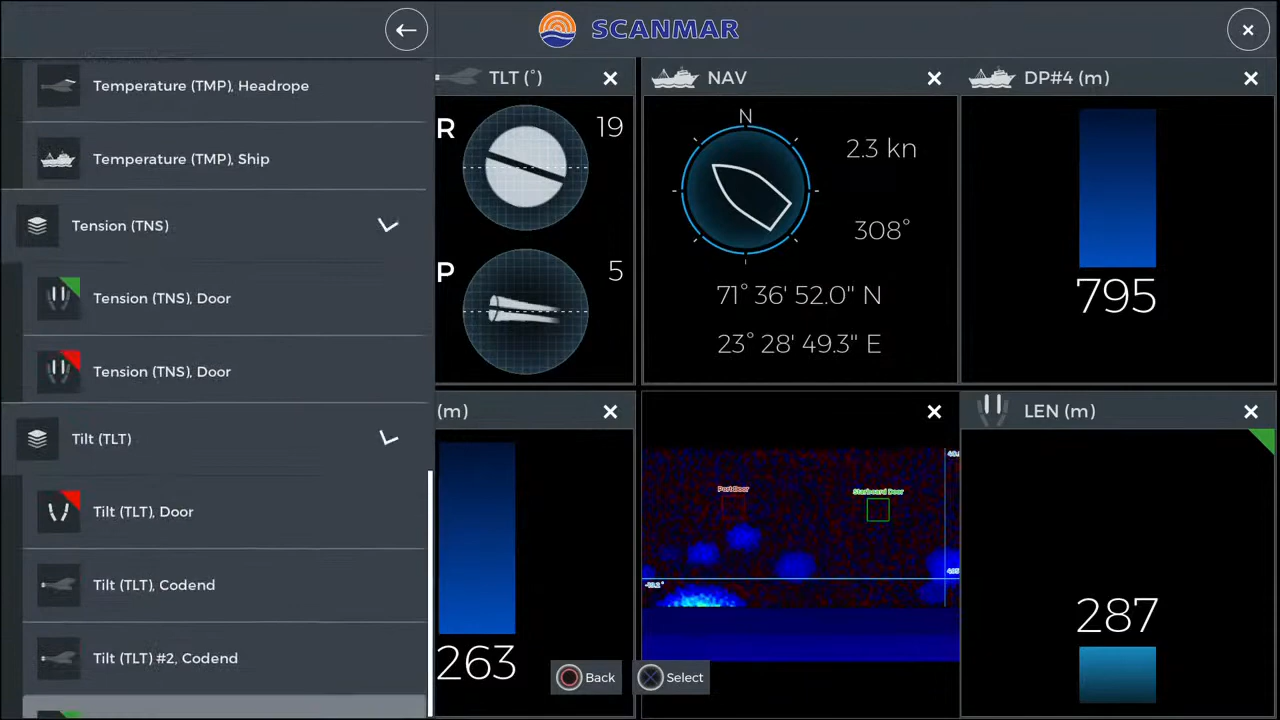 SCANMAR
Temperature (TMP), Headrope
Temperature (TMP), Ship
Tension (TNS)
Tension (TNS), Door
Tension (TNS), Door
Tilt (TLT)
Tilt (TLT), Door
Tilt (TLT), Codend
Tilt (TLT) #2, Codend
TLT (°)
R
19
P
5
NAV
N
2.3 kn
308°
71° 36' 52.0" N
23° 28' 49.3" E
DP#4 (m)
795
(m)
263
Port Door
Starboard Door
LEN (m)
287
Back
Select